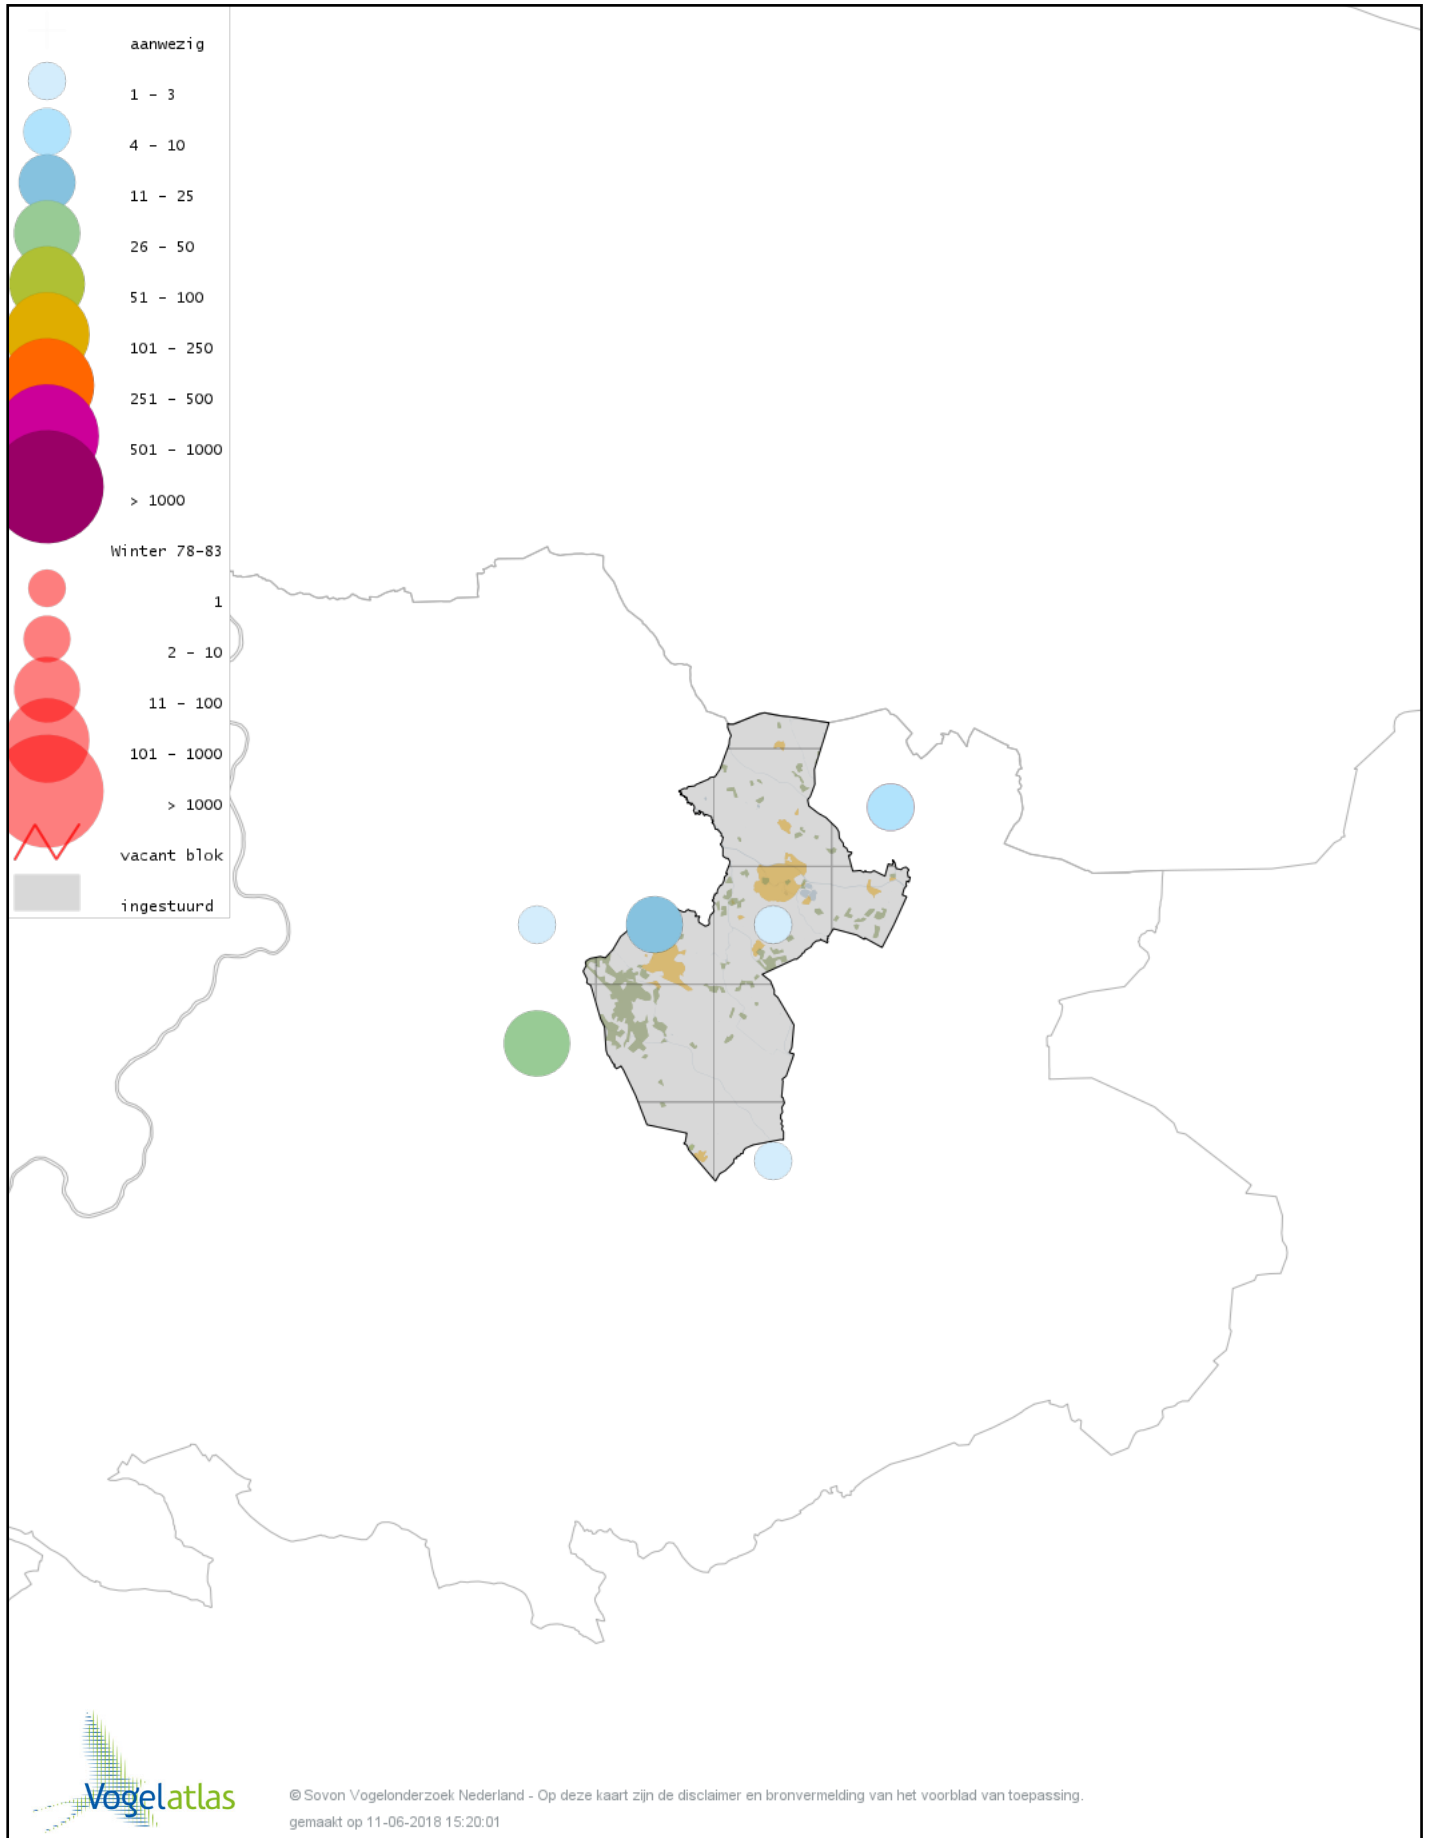 aanwezig
1 - 3
4 - 10
11 - 25
26 - 50
51 - 100
101 - 250
251 - 500
501 - 1000
> 1000
Winter 78-83
1
2 - 10
11 - 100
101 - 1000
> 1000
vacant blok
ingestuurd
Vogelatlas
© Sovon Vogelonderzoek Nederland - Op deze kaart zijn de disclaimer en bronvermelding van het voorblad van toepassing.
gemaakt op 11-06-2018 15:20:01